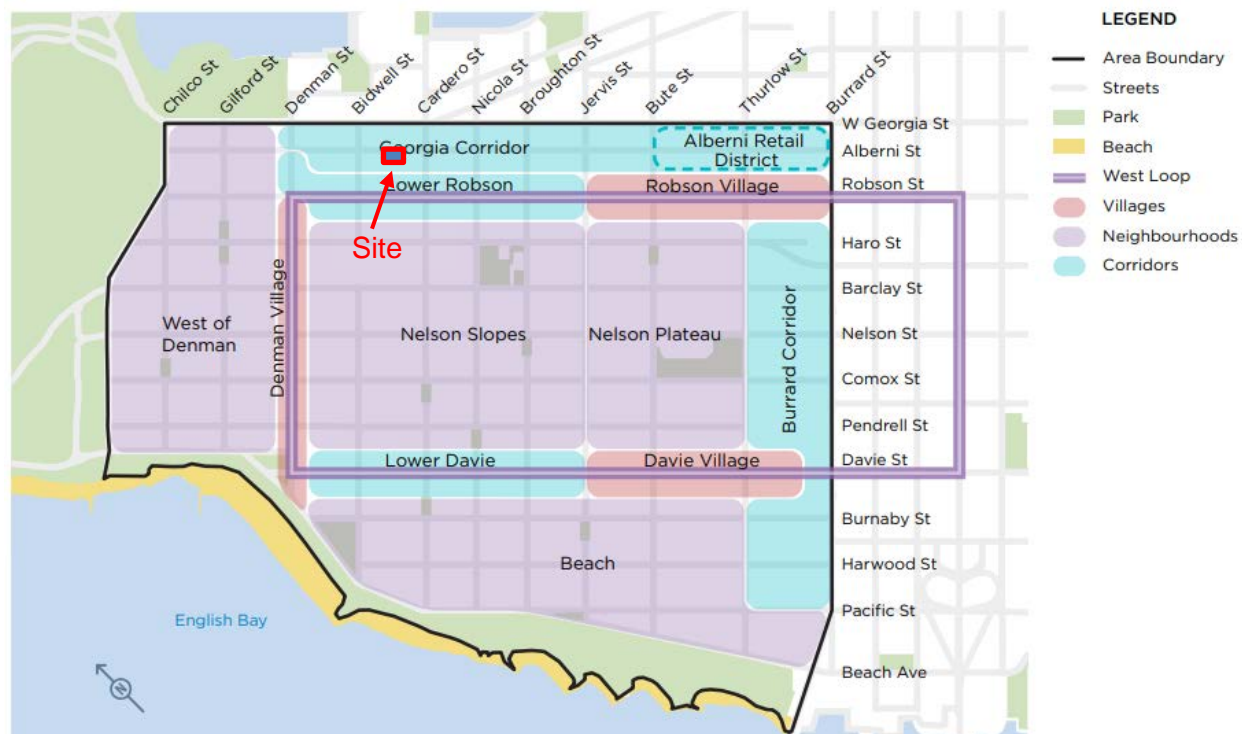 LEGEND
Area Boundary
Streets
Park
Beach
West Loop
Villages
Neighbourhoods
Corridors
Chilco St
Gilford St
Denman St
Bidwell St
Cardero St
Nicola St
Broughton St
Jervis St
Bute St
Thurlow St
Burrard St
W Georgia St
Alberni St
Robson St
Haro St
Barclay St
Nelson St
Comox St
Pendrell St
Davie St
Burnaby St
Harwood St
Pacific St
Beach Ave
Georgia Corridor
Alberni Retail
District
Lower Robson
Robson Village
Site
Denman Village
West of
Denman
Nelson Slopes
Nelson Plateau
Burrard Corridor
Lower Davie
Davie Village
Beach
English Bay
N